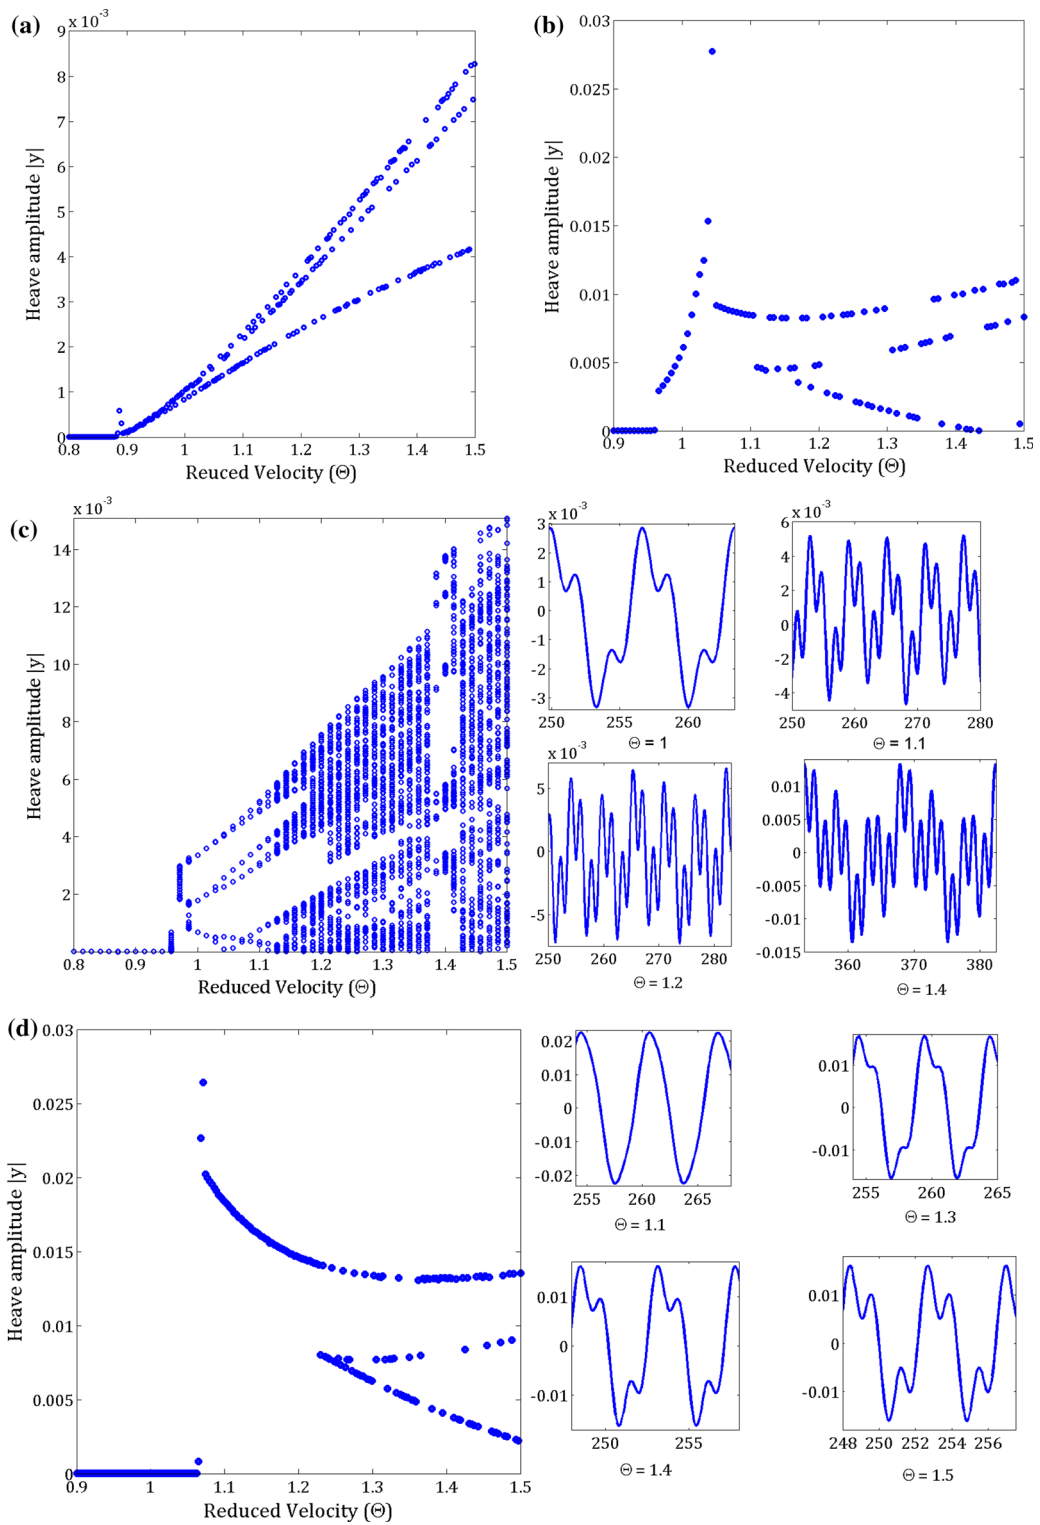 (a)
x 10⁻³
9
8
7
6
5
4
3
2
1
0
Heave amplitude |y|
0.8 0.9 1 1.1 1.2 1.3 1.4 1.5
Reuced Velocity (Θ)
(b)
0.03
0.025
0.02
0.015
0.01
0.005
0
Heave amplitude |y|
0.9 1 1.1 1.2 1.3 1.4 1.5
Reduced Velocity (Θ)
(c)
x 10⁻³
14
12
10
8
6
4
2
Heave amplitude |y|
0.8 0.9 1 1.1 1.2 1.3 1.4 1.5
Reduced Velocity (Θ)
x 10⁻³
3
2
1
0
-1
-2
-3
250 255 260
Θ = 1
x 10⁻³
6
4
2
0
-2
-4
250 260 270 280
Θ = 1.1
x 10⁻³
5
0
-5
250 260 270 280
Θ = 1.2
0.01
0.005
0
-0.005
-0.01
-0.015
360 370 380
Θ = 1.4
(d)
0.03
0.025
0.02
0.015
0.01
0.005
0
Heave amplitude |y|
0.9 1 1.1 1.2 1.3 1.4 1.5
Reduced Velocity (Θ)
0.02
0.01
0
-0.01
-0.02
255 260 265
Θ = 1.1
0.01
0
-0.01
255 260 265
Θ = 1.3
0.01
0
-0.01
250 255
Θ = 1.4
0.01
0
-0.01
248 250 252 254 256
Θ = 1.5